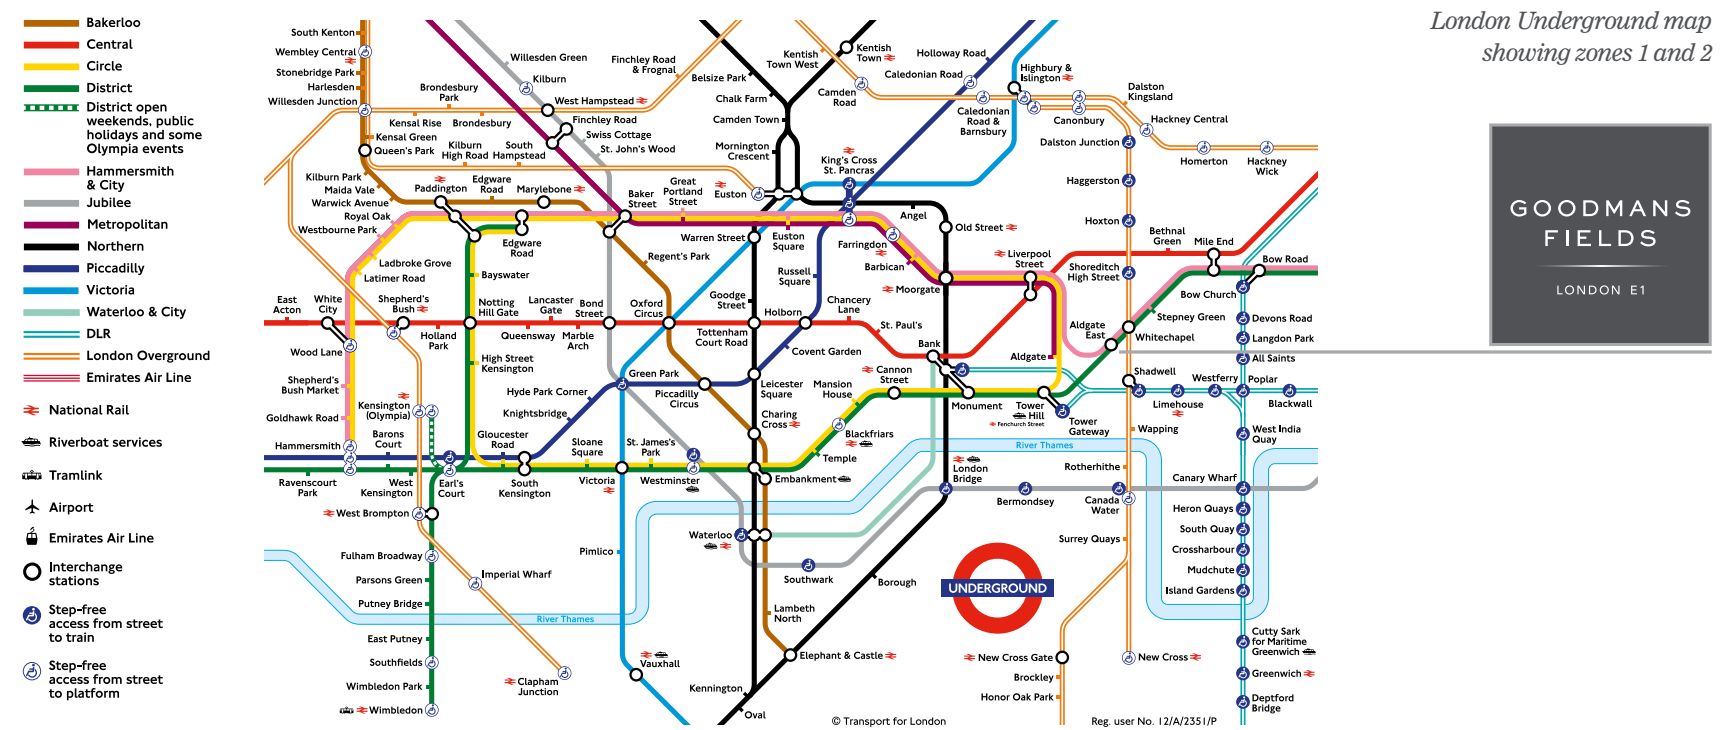 London Underground map
showing zones 1 and 2
Bakerloo
Central
Circle
District
District open
weekends, public
holidays and some
Olympia events
Hammersmith
& City
Jubilee
Metropolitan
Northern
Piccadilly
Victoria
Waterloo & City
DLR
London Overground
Emirates Air Line
National Rail
Riverboat services
Tramlink
Airport
Emirates Air Line
Interchange
stations
Step-free
access from street
to train
Step-free
access from street
to platform
South Kenton
Wembley Central
Stonebridge Park
Harlesden
Willesden Junction
Kensal Green
Queen's Park
Kilburn Park
Maida Vale
Warwick Avenue
Royal Oak
Westbourne Park
Ladbroke Grove
Latimer Road
Brondesbury
Park
Kensal Rise
Brondesbury
Kilburn
High Road
South
Hampstead
Willesden Green
Kilburn
West Hampstead
Finchley Road
Swiss Cottage
St. John's Wood
Finchley Road
& Frognal
Belsize Park
Chalk Farm
Camden Town
Mornington
Crescent
Kentish
Town West
Kentish
Town
Camden
Road
Holloway Road
Caledonian Road
Caledonian
Road &
Barnsbury
Highbury &
Islington
Canonbury
Dalston
Kingsland
Hackney Central
Homerton
Hackney
Wick
Dalston Junction
Haggerston
Hoxton
Shoreditch
High Street
Paddington
Edgware
Road
Marylebone
Edgware
Road
Baker
Street
Great
Portland
Street
Euston
King's Cross
St. Pancras
Warren Street
Euston
Square
Regent's Park
Russell
Square
Farringdon
Barbican
Moorgate
Angel
Old Street
Liverpool
Street
Bethnal
Green
Mile End
Bow Road
Bow Church
Stepney Green
Devons Road
Langdon Park
All Saints
Aldgate
East
Whitechapel
Aldgate
East
Acton
White
City
Wood Lane
Shepherd's
Bush
Holland
Park
Bayswater
Notting
Hill Gate
Lancaster
Gate
Queensway
Bond
Street
Marble
Arch
Oxford
Circus
Goodge
Street
Tottenham
Court Road
Holborn
Chancery
Lane
St. Paul's
Covent Garden
Bank
Shepherd's
Bush Market
Goldhawk Road
Hammersmith
Kensington
(Olympia)
High Street
Kensington
Hyde Park Corner
Knightsbridge
Green Park
Piccadilly
Circus
Leicester
Square
Charing
Cross
Mansion
House
Cannon
Street
Blackfriars
Temple
Monument
Tower
Hill
Fenchurch Street
Tower
Gateway
Shadwell
Limehouse
Westferry
Poplar
Blackwall
Wapping
West India
Quay
Barons
Court
Gloucester
Road
Sloane
Square
St. James's
Park
Ravenscourt
Park
West
Kensington
Earl's
Court
South
Kensington
Victoria
Westminster
Embankment
River Thames
London
Bridge
Bermondsey
Rotherhithe
Canada
Water
Canary Wharf
Heron Quays
South Quay
Crossharbour
Mudchute
Island Gardens
Surrey Quays
West Brompton
Fulham Broadway
Parsons Green
Putney Bridge
East Putney
Southfields
Wimbledon Park
Wimbledon
Imperial Wharf
Clapham
Junction
Pimlico
River Thames
Vauxhall
Waterloo
Southwark
Lambeth
North
Borough
Elephant & Castle
Kennington
Oval
UNDERGROUND
New Cross Gate
Brockley
Honor Oak Park
New Cross
Cutty Sark
for Maritime
Greenwich
Greenwich
Deptford
Bridge
© Transport for London
Reg. user No. 12/A/2351/P
GOODMANS
FIELDS
LONDON E1